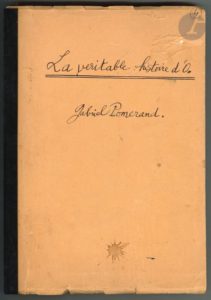 La veritable histoire d'O.
Gabriel Pomerand.